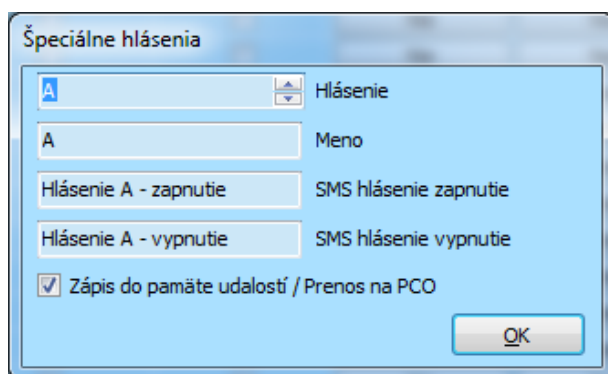 Špeciálne hlásenia
A Hlásenie
A Meno
Hlásenie A - zapnutie SMS hlásenie zapnutie
Hlásenie A - vypnutie SMS hlásenie vypnutie
Zápis do pamäte udalostí / Prenos na PCO
OK